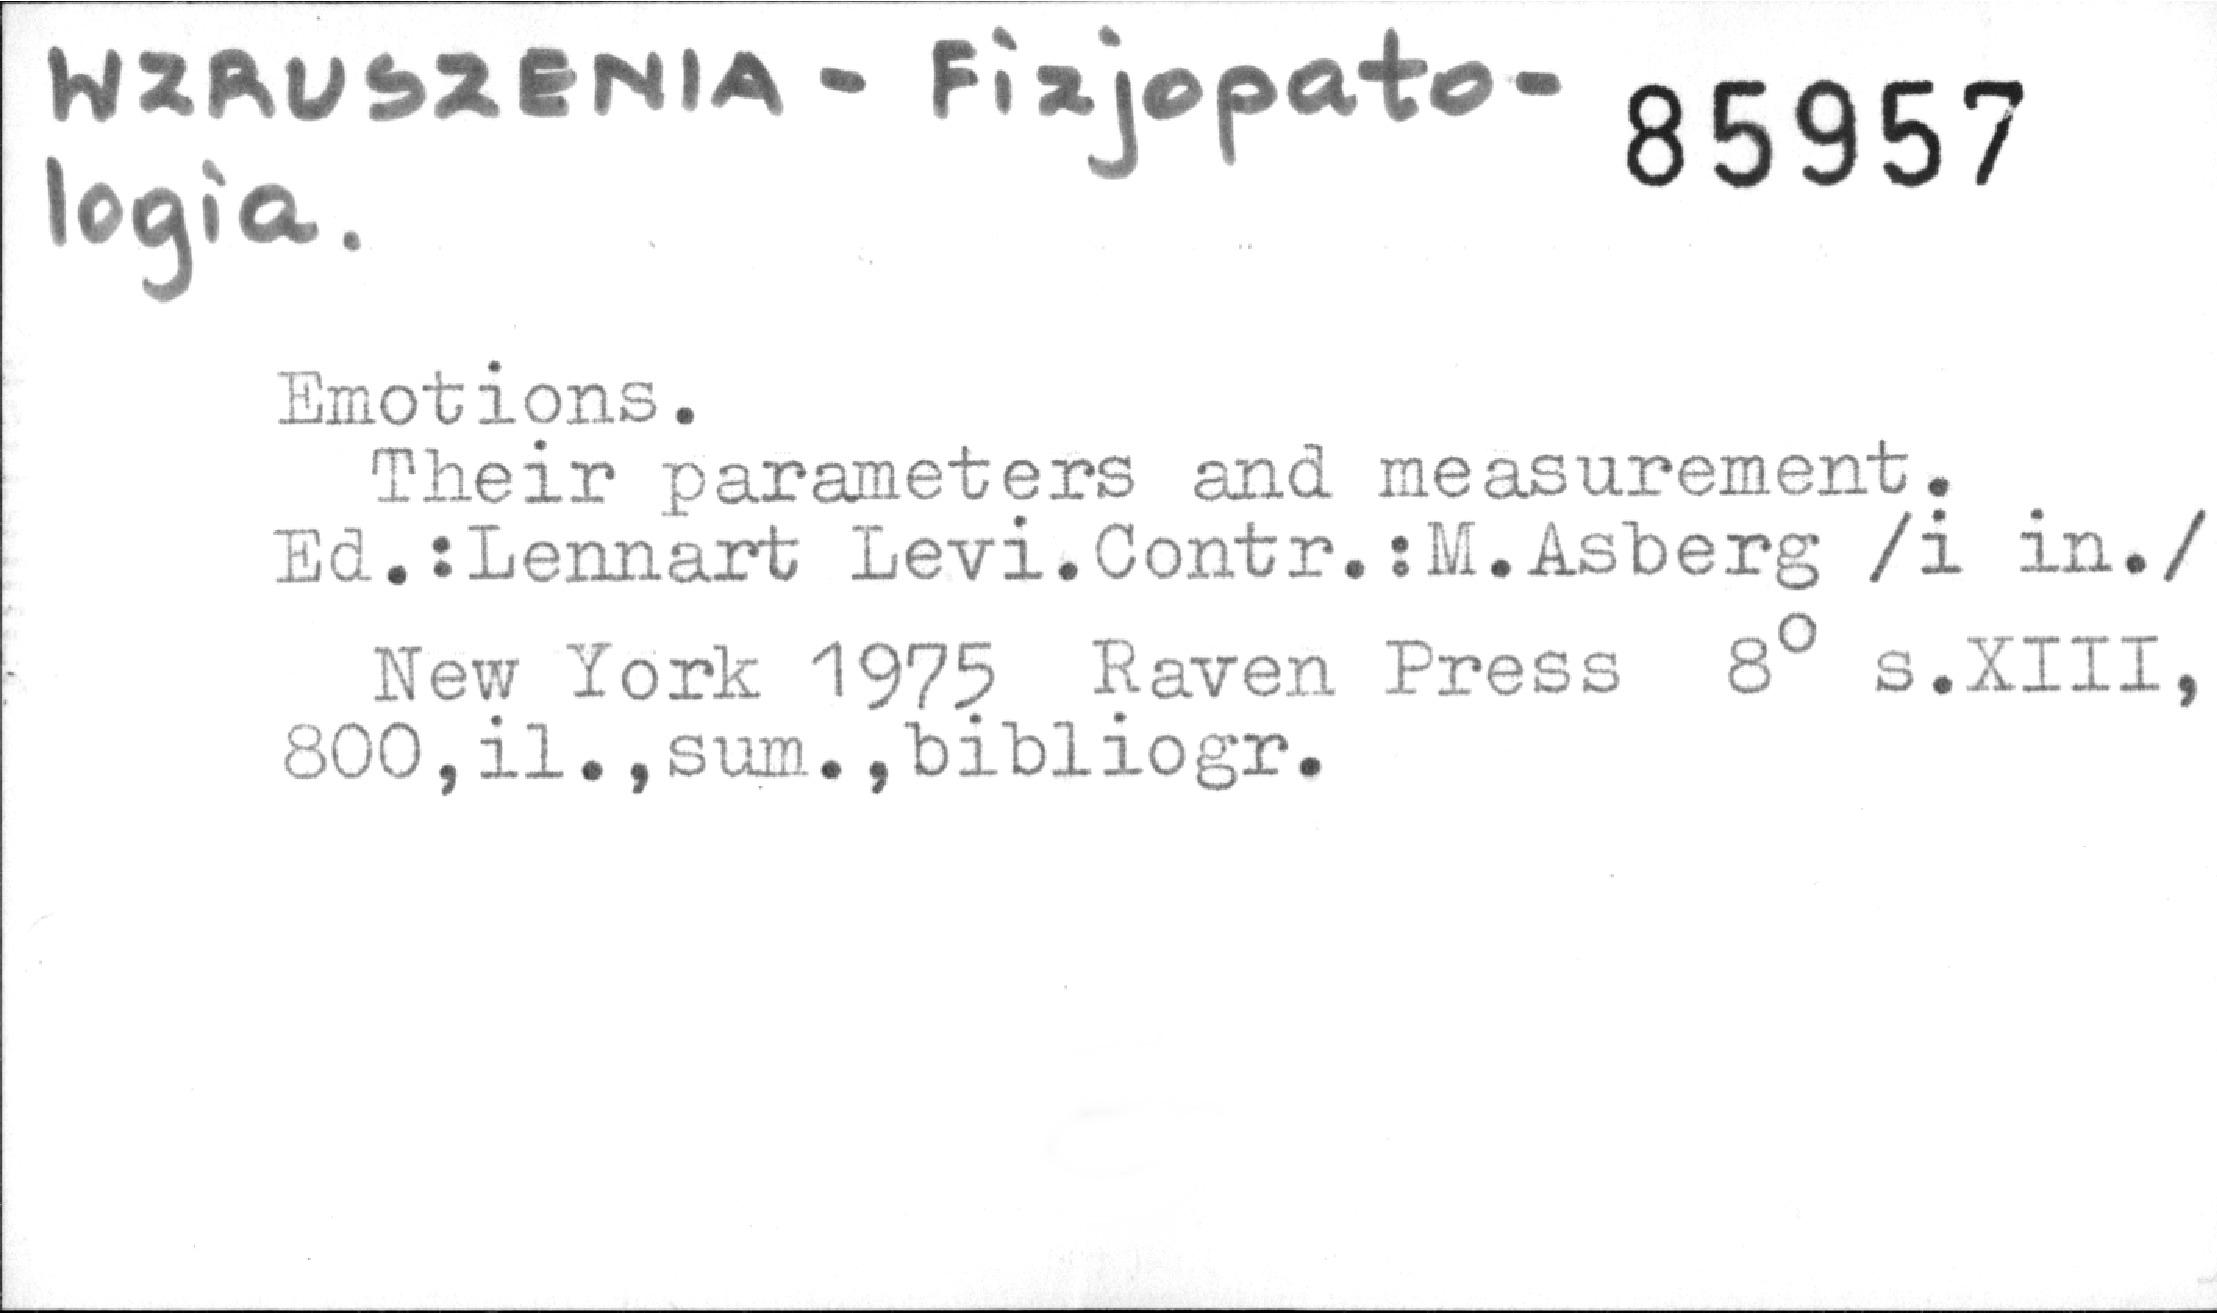 WZRUSZENIA - Fizjopato- 85957
logia.
Emotions.
Their parameters and measurement.
Ed.:Lennart Levi.Contr.:M.Asberg /i in./
New York 1975 Raven Press 8° s.XIII,
800,il.,sum.,bibliogr.